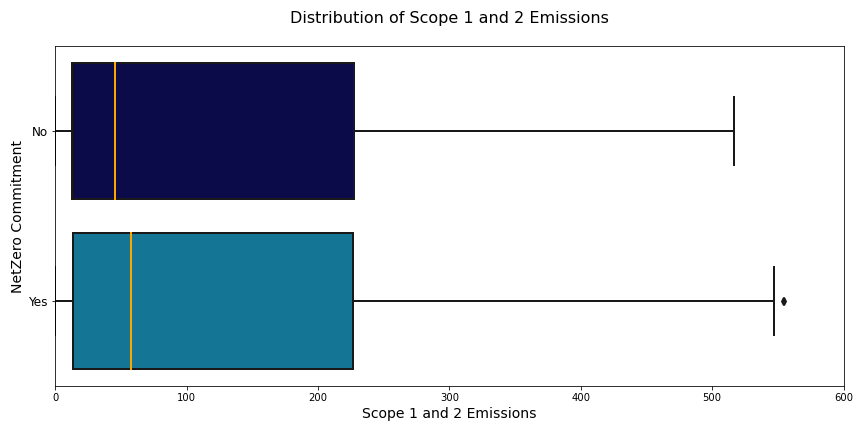 Distribution of Scope 1 and 2 Emissions
NetZero Commitment
No
Yes
0 100 200 300 400 500 600
Scope 1 and 2 Emissions